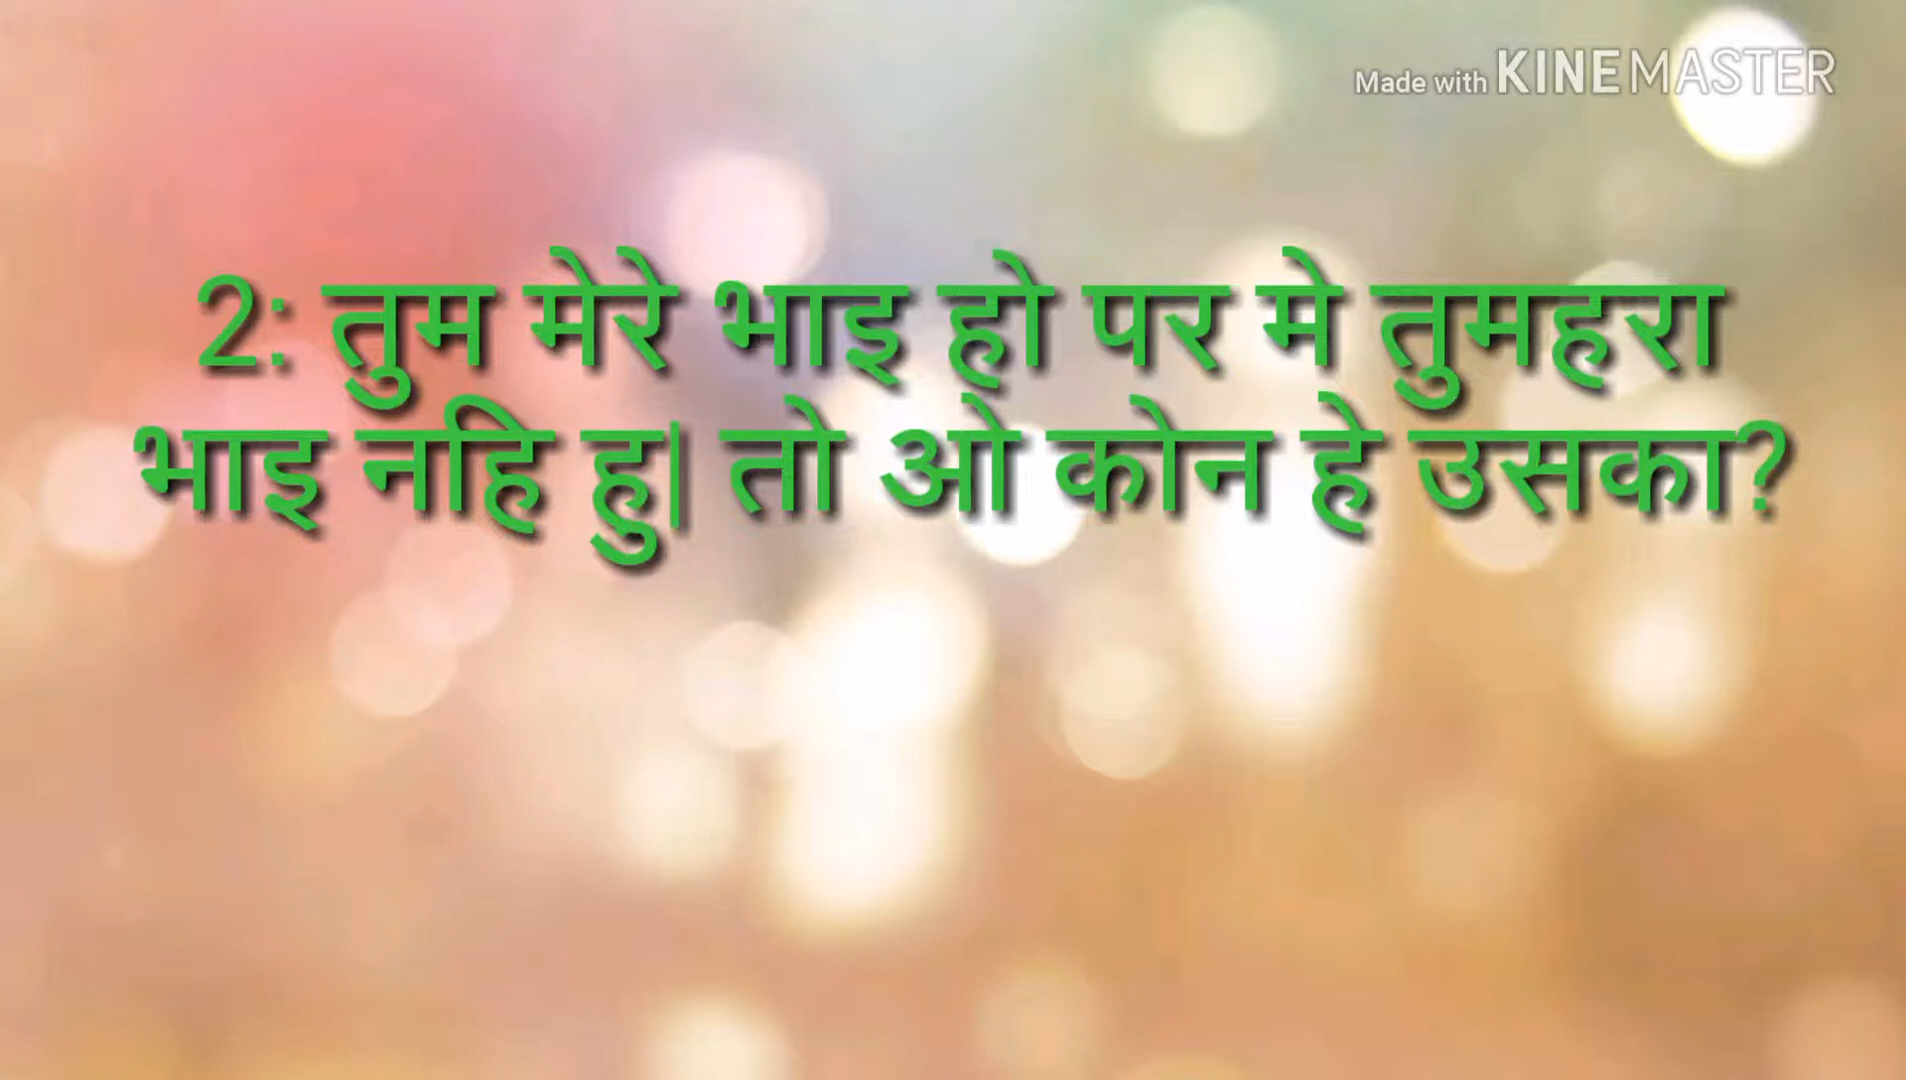 Made with KINEMASTER
2: तुम मेरे भाइ हो पर मे तुमहरा
भाइ नहि हु| तो ओ कोन हे उसका?